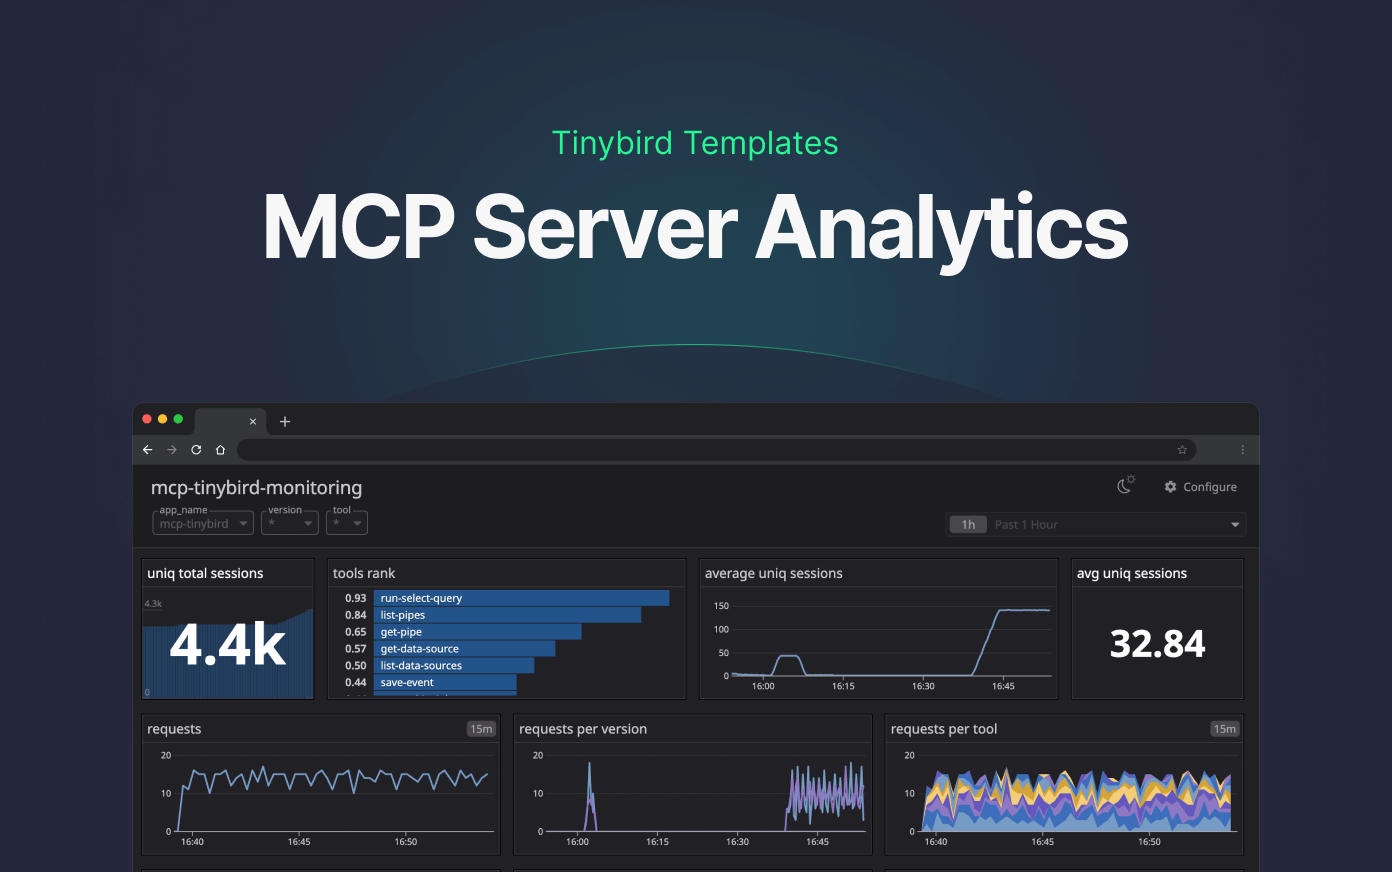 Tinybird Templates
MCP Server Analytics
mcp-tinybird-monitoring
Configure
app_name
version
tool
mcp-tinybird
*
*
1h
Past 1 Hour
uniq total sessions
4.3k
4.4k
0
tools rank
0.93 run-select-query
0.84 list-pipes
0.65 get-pipe
0.57 get-data-source
0.50 list-data-sources
0.44 save-event
average uniq sessions
150
100
50
0
16:00 16:15 16:30 16:45
avg uniq sessions
32.84
requests
15m
20
10
0
16:40 16:45 16:50
requests per version
20
10
0
16:00 16:15 16:30 16:45
requests per tool
15m
20
10
0
16:40 16:45 16:50